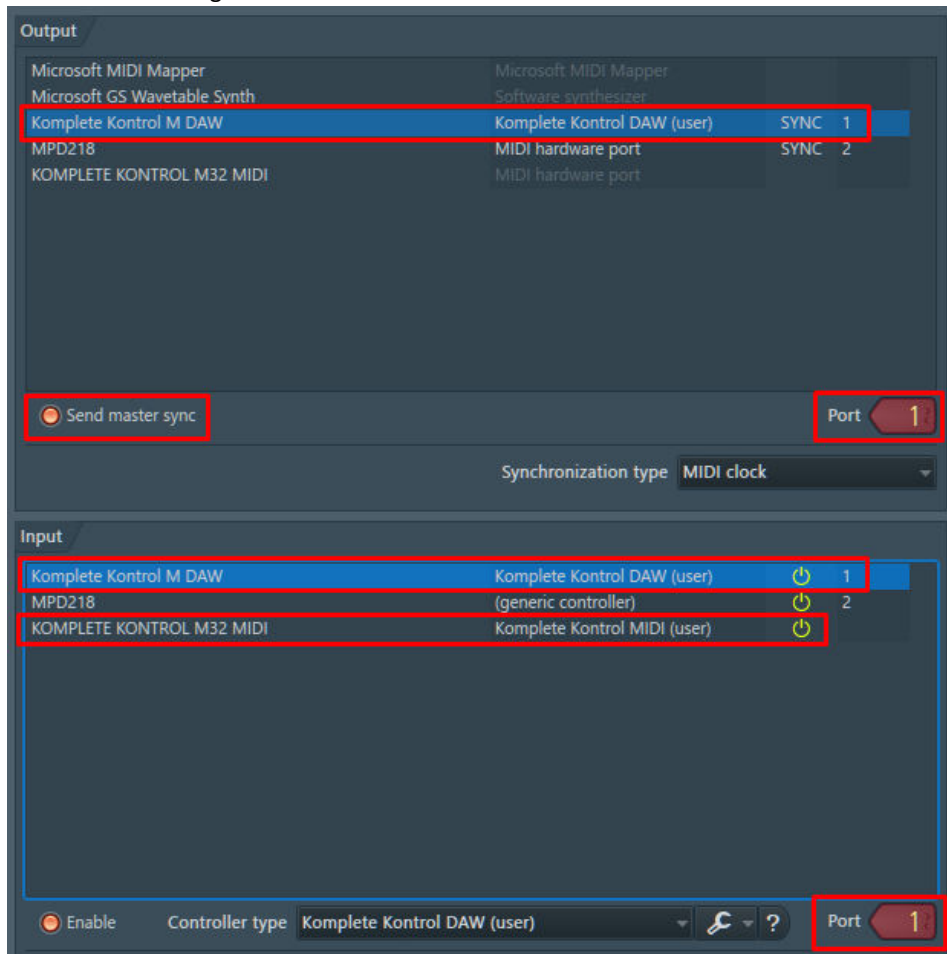 Output
Microsoft MIDI Mapper Microsoft MIDI Mapper
Microsoft GS Wavetable Synth Software synthesizer
Komplete Kontrol M DAW Komplete Kontrol DAW (user) SYNC 1
MPD218 MIDI hardware port SYNC 2
KOMPLETE KONTROL M32 MIDI MIDI hardware port
Send master sync Port 1
Synchronization type MIDI clock
Input
Komplete Kontrol M DAW Komplete Kontrol DAW (user) 1
MPD218 (generic controller) 2
KOMPLETE KONTROL M32 MIDI Komplete Kontrol MIDI (user)
Enable Controller type Komplete Kontrol DAW (user) ? Port 1